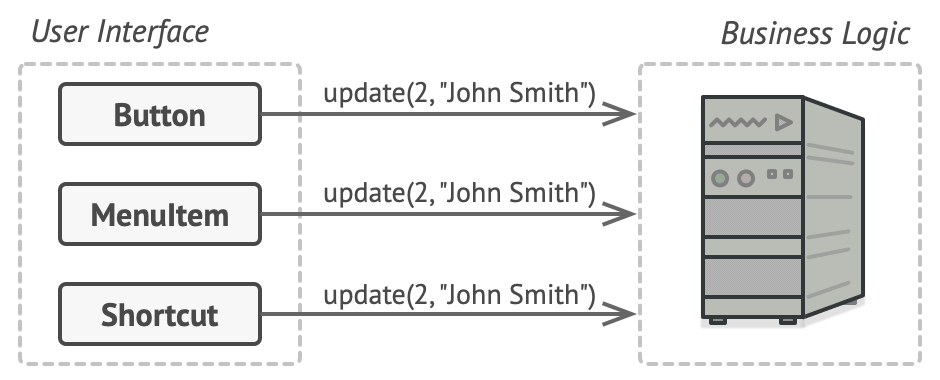 User Interface
Business Logic
Button
update(2, "John Smith")
MenuItem
update(2, "John Smith")
Shortcut
update(2, "John Smith")